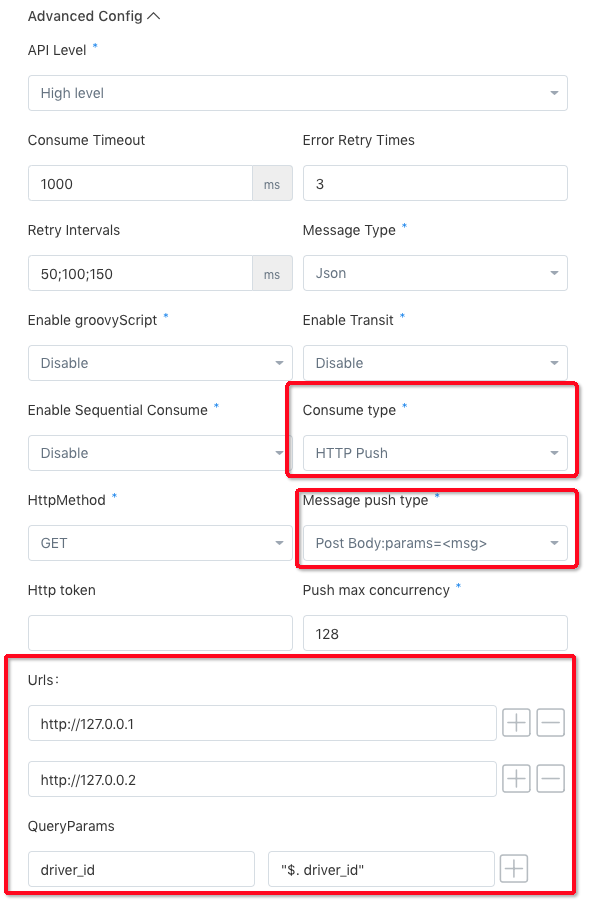 Advanced Config
API Level *
High level
Consume Timeout Error Retry Times
1000 ms 3
Retry Intervals Message Type *
50;100;150 ms Json
Enable groovyScript * Enable Transit *
Disable Disable
Enable Sequential Consume * Consume type *
Disable HTTP Push
HttpMethod * Message push type *
GET Post Body:params=<msg>
Http token Push max concurrency *
128
Urls:
http://127.0.0.1
http://127.0.0.2
QueryParams
driver_id "$. driver_id"